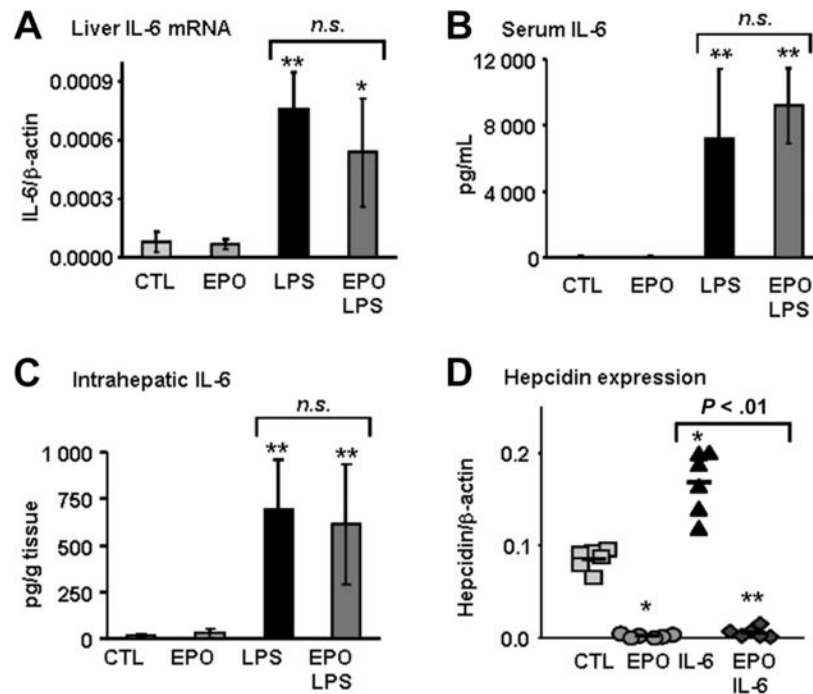 A Liver IL-6 mRNA
n.s.
**
*
IL-6/β-actin
0.0009
0.0006
0.0003
0.0000
CTL EPO LPS EPO
LPS
B Serum IL-6
n.s.
** **
pg/mL
12 000
8 000
4 000
0
CTL EPO LPS EPO
LPS
C Intrahepatic IL-6
n.s.
** **
pg/g tissue
1 000
750
500
250
0
CTL EPO LPS EPO
LPS
D Hepcidin expression
P < .01
*
* **
Hepcidin/β-actin
0.2
0.1
0.0
CTL EPO IL-6 EPO
IL-6